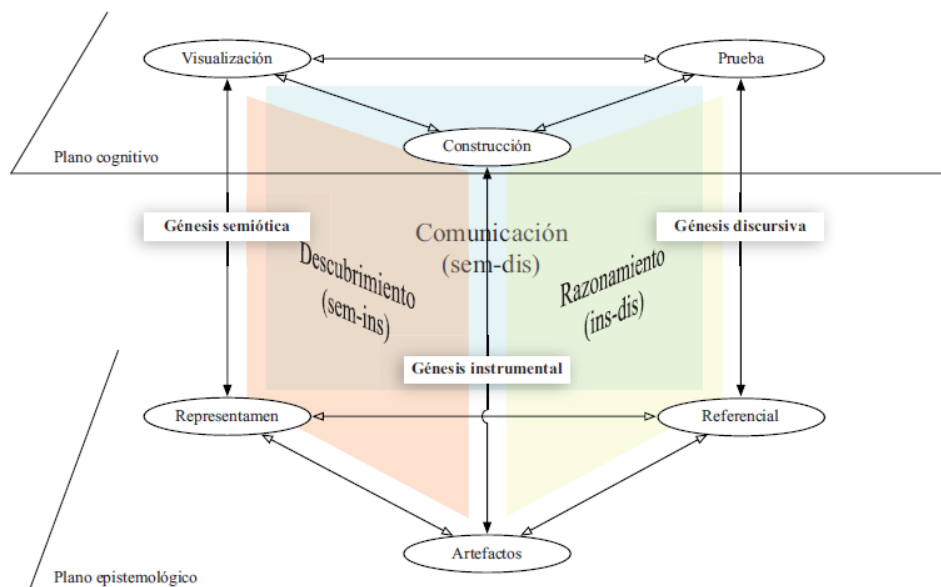 Visualización
Prueba
Construcción
Plano cognitivo
Génesis semiótica
Génesis discursiva
Comunicación
(sem-dis)
Descubrimiento
(sem-ins)
Razonamiento
(ins-dis)
Génesis instrumental
Representamen
Referencial
Artefactos
Plano epistemológico